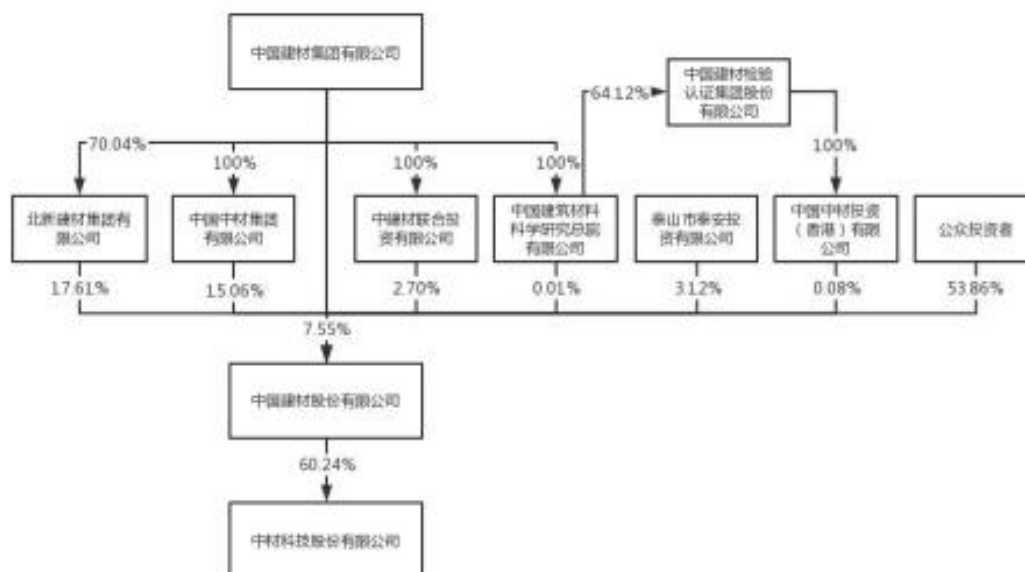 中国建材集团有限公司
中国建材检验
认证集团股份
有限公司
64.12%
70.04%
100%
100%
100%
100%
北新建材集团有
限公司
中国中材集团
有限公司
中建材联合投
资有限公司
中国建筑材料
科学研究总院
有限公司
泰山市泰安投
资有限公司
中国中材投资
（香港）有限
公司
公众投资者
17.61%
15.06%
2.70%
0.01%
3.12%
0.08%
53.86%
7.55%
中国建材股份有限公司
60.24%
中材科技股份有限公司